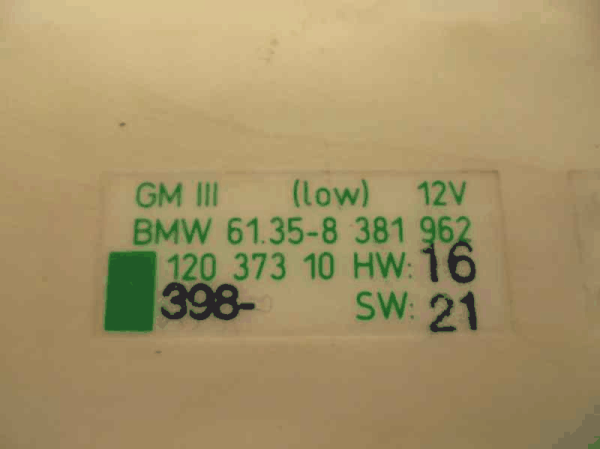 GM III (low) 12V
BMW 61.35-8 381 962
120 373 10 HW: 16
398- SW: 21